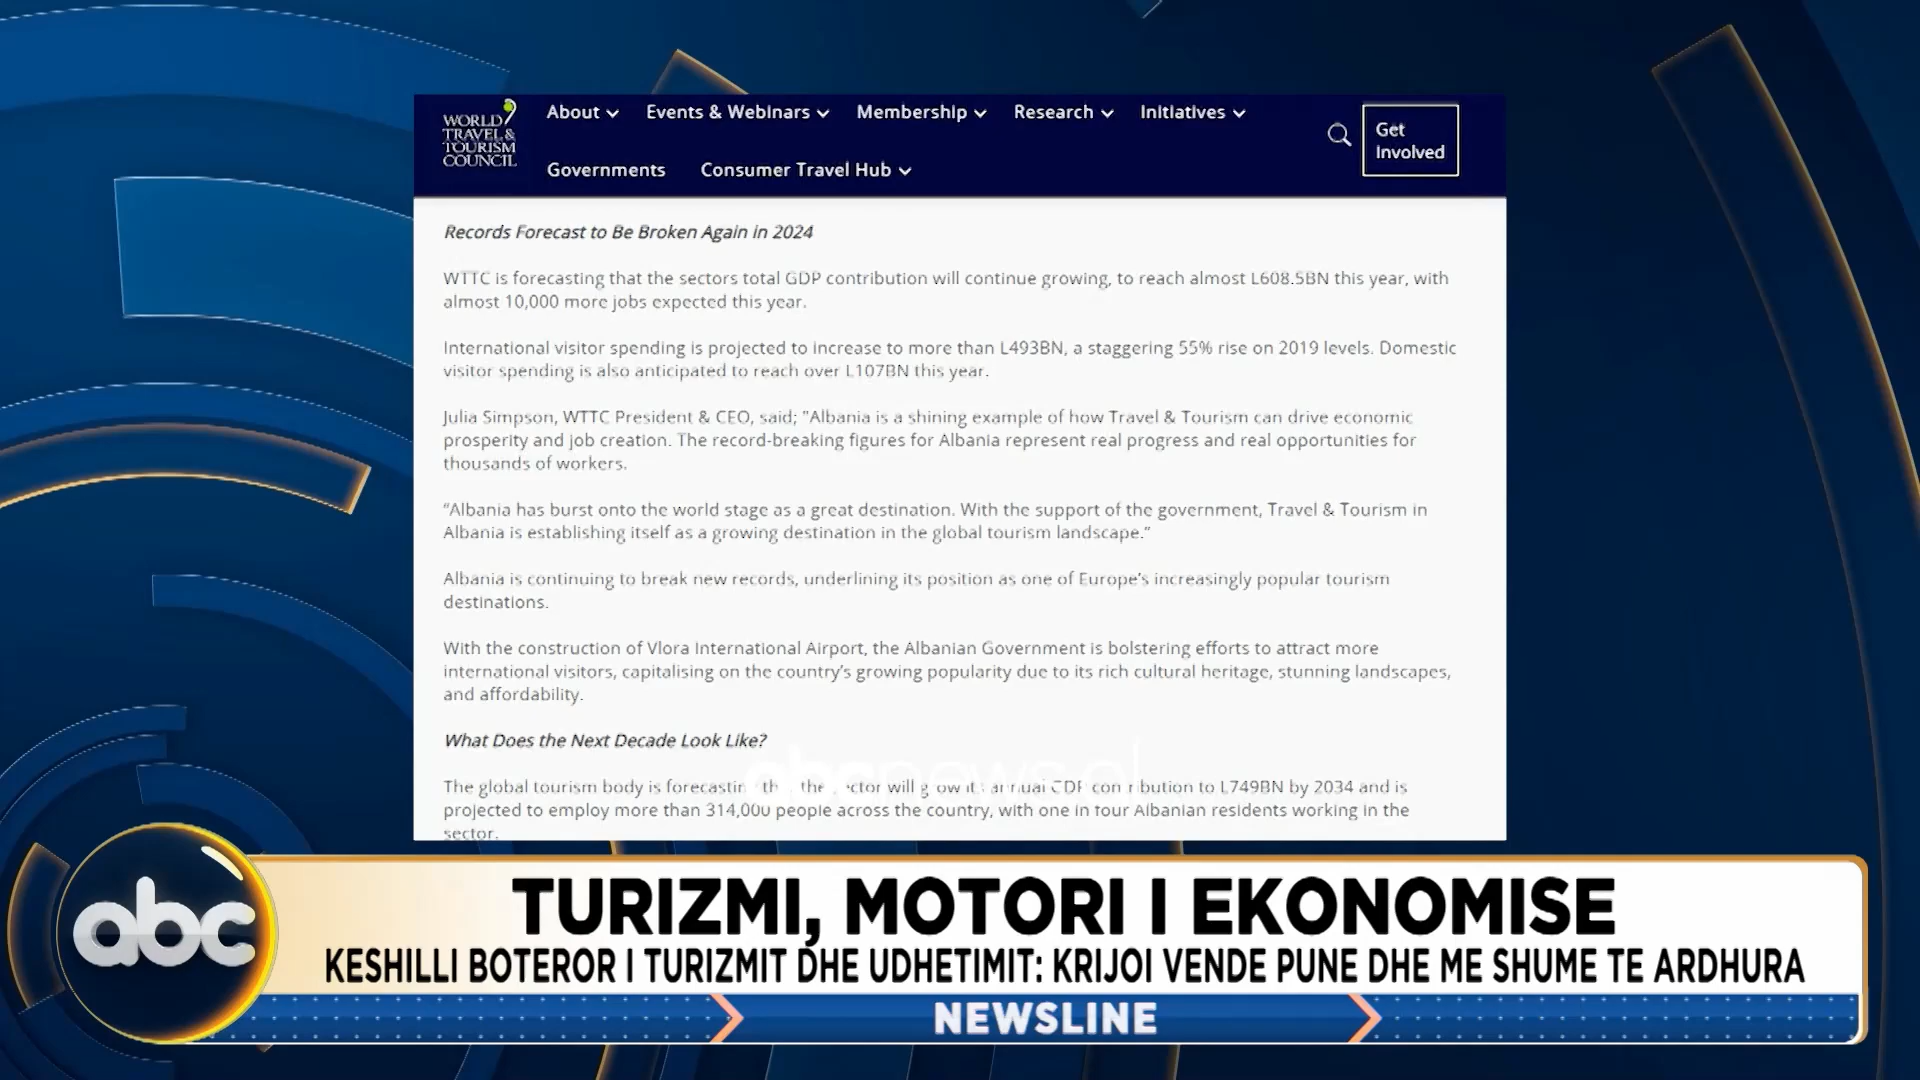 WORLD
TRAVEL &
TOURISM
COUNCIL
About
Events & Webinars
Membership
Research
Initiatives
Governments
Consumer Travel Hub
Get
Involved
Records Forecast to Be Broken Again in 2024
WTTC is forecasting that the sectors total GDP contribution will continue growing, to reach almost L608.5BN this year, with
almost 10,000 more jobs expected this year.
International visitor spending is projected to increase to more than L493BN, a staggering 55% rise on 2019 levels. Domestic
visitor spending is also anticipated to reach over L107BN this year.
Julia Simpson, WTTC President & CEO, said; "Albania is a shining example of how Travel & Tourism can drive economic
prosperity and job creation. The record-breaking figures for Albania represent real progress and real opportunities for
thousands of workers.
“Albania has burst onto the world stage as a great destination. With the support of the government, Travel & Tourism in
Albania is establishing itself as a growing destination in the global tourism landscape.”
Albania is continuing to break new records, underlining its position as one of Europe’s increasingly popular tourism
destinations.
With the construction of Vlora International Airport, the Albanian Government is bolstering efforts to attract more
international visitors, capitalising on the country’s growing popularity due to its rich cultural heritage, stunning landscapes,
and affordability.
What Does the Next Decade Look Like?
abcnews.al
The global tourism body is forecasting that the sector will grow its annual GDP contribution to L749BN by 2034 and is
projected to employ more than 314,000 people across the country, with one in four Albanian residents working in the
sector.
abc
TURIZMI, MOTORI I EKONOMISE
KESHILLI BOTEROR I TURIZMIT DHE UDHETIMIT: KRIJOI VENDE PUNE DHE ME SHUME TE ARDHURA
NEWSLINE